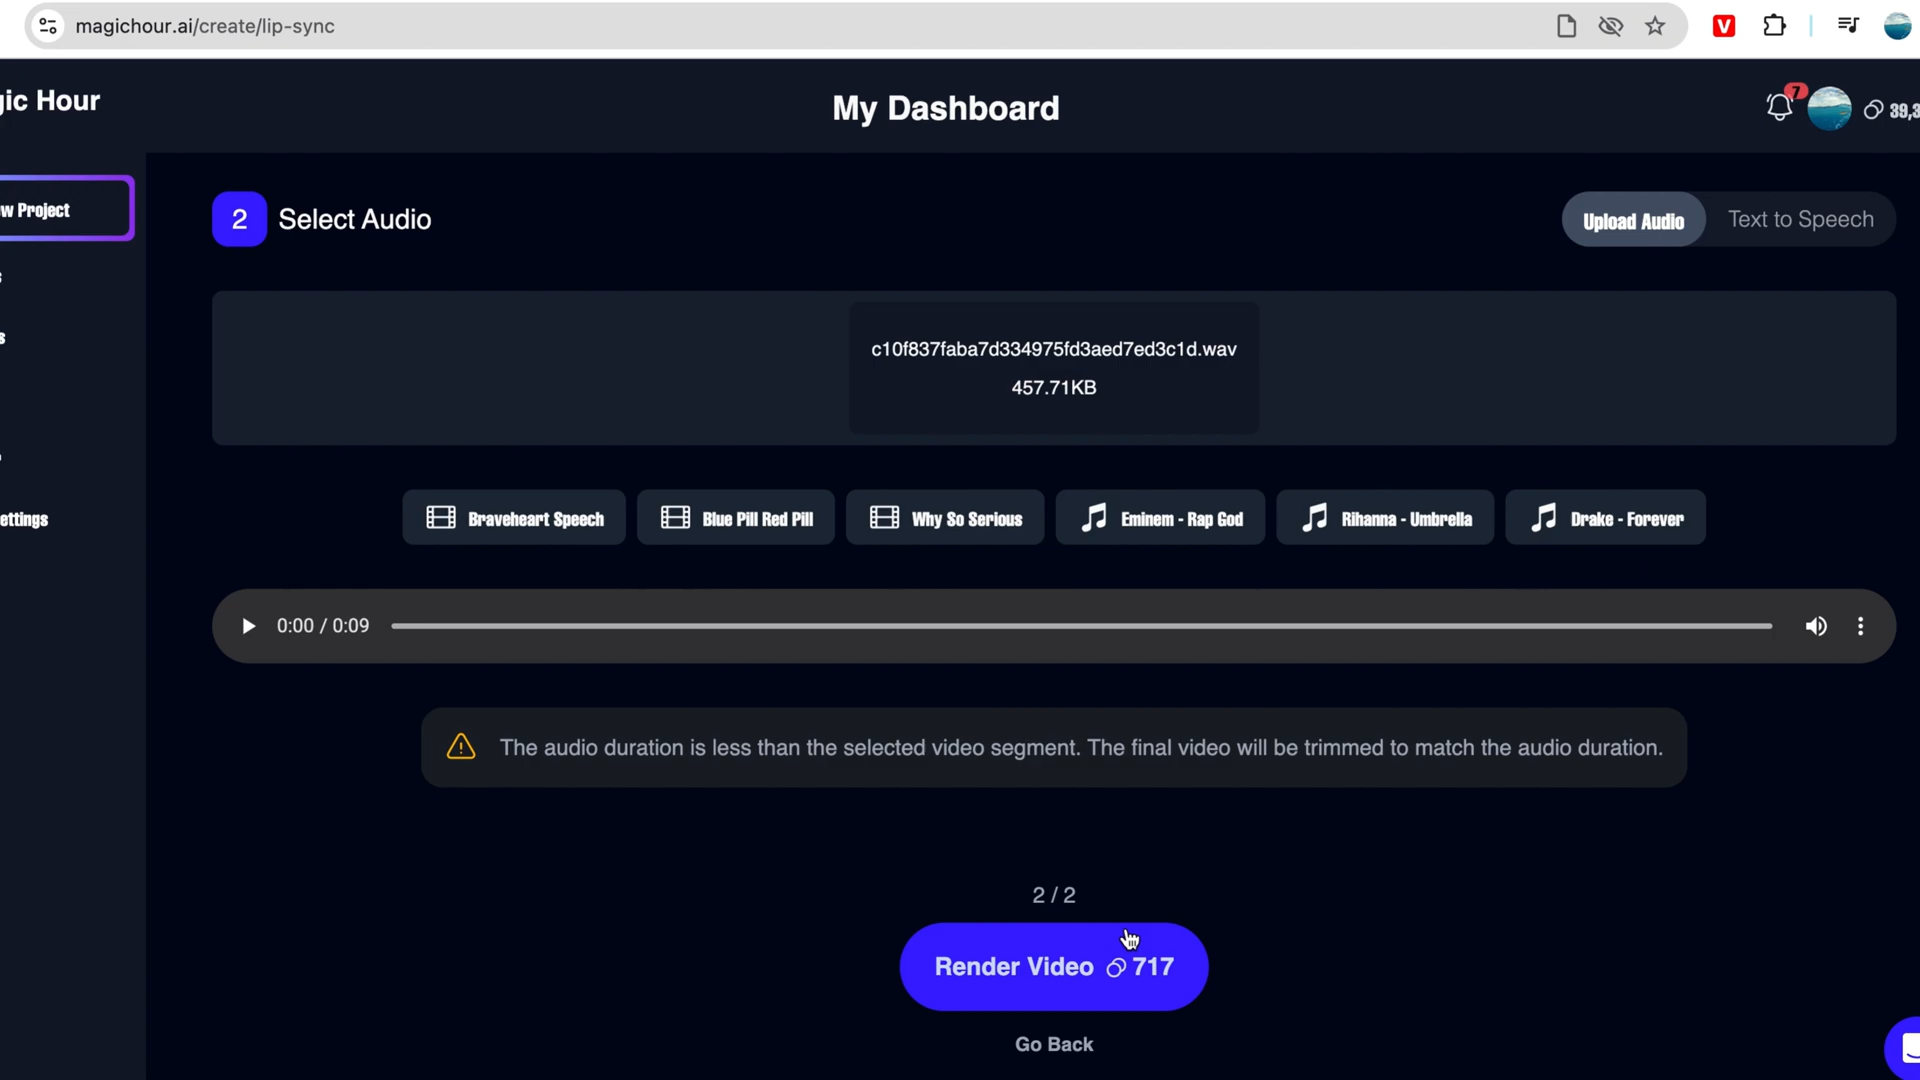 magichour.ai/create/lip-sync
V
gic Hour
My Dashboard
7
39,3
w Project
2
Select Audio
Upload Audio
Text to Speech
s
s
c10f837faba7d334975fd3aed7ed3c1d.wav
457.71KB
ettings
Braveheart Speech
Blue Pill Red Pill
Why So Serious
Eminem - Rap God
Rihanna - Umbrella
Drake - Forever
0:00 / 0:09
The audio duration is less than the selected video segment. The final video will be trimmed to match the audio duration.
2 / 2
Render Video 717
Go Back